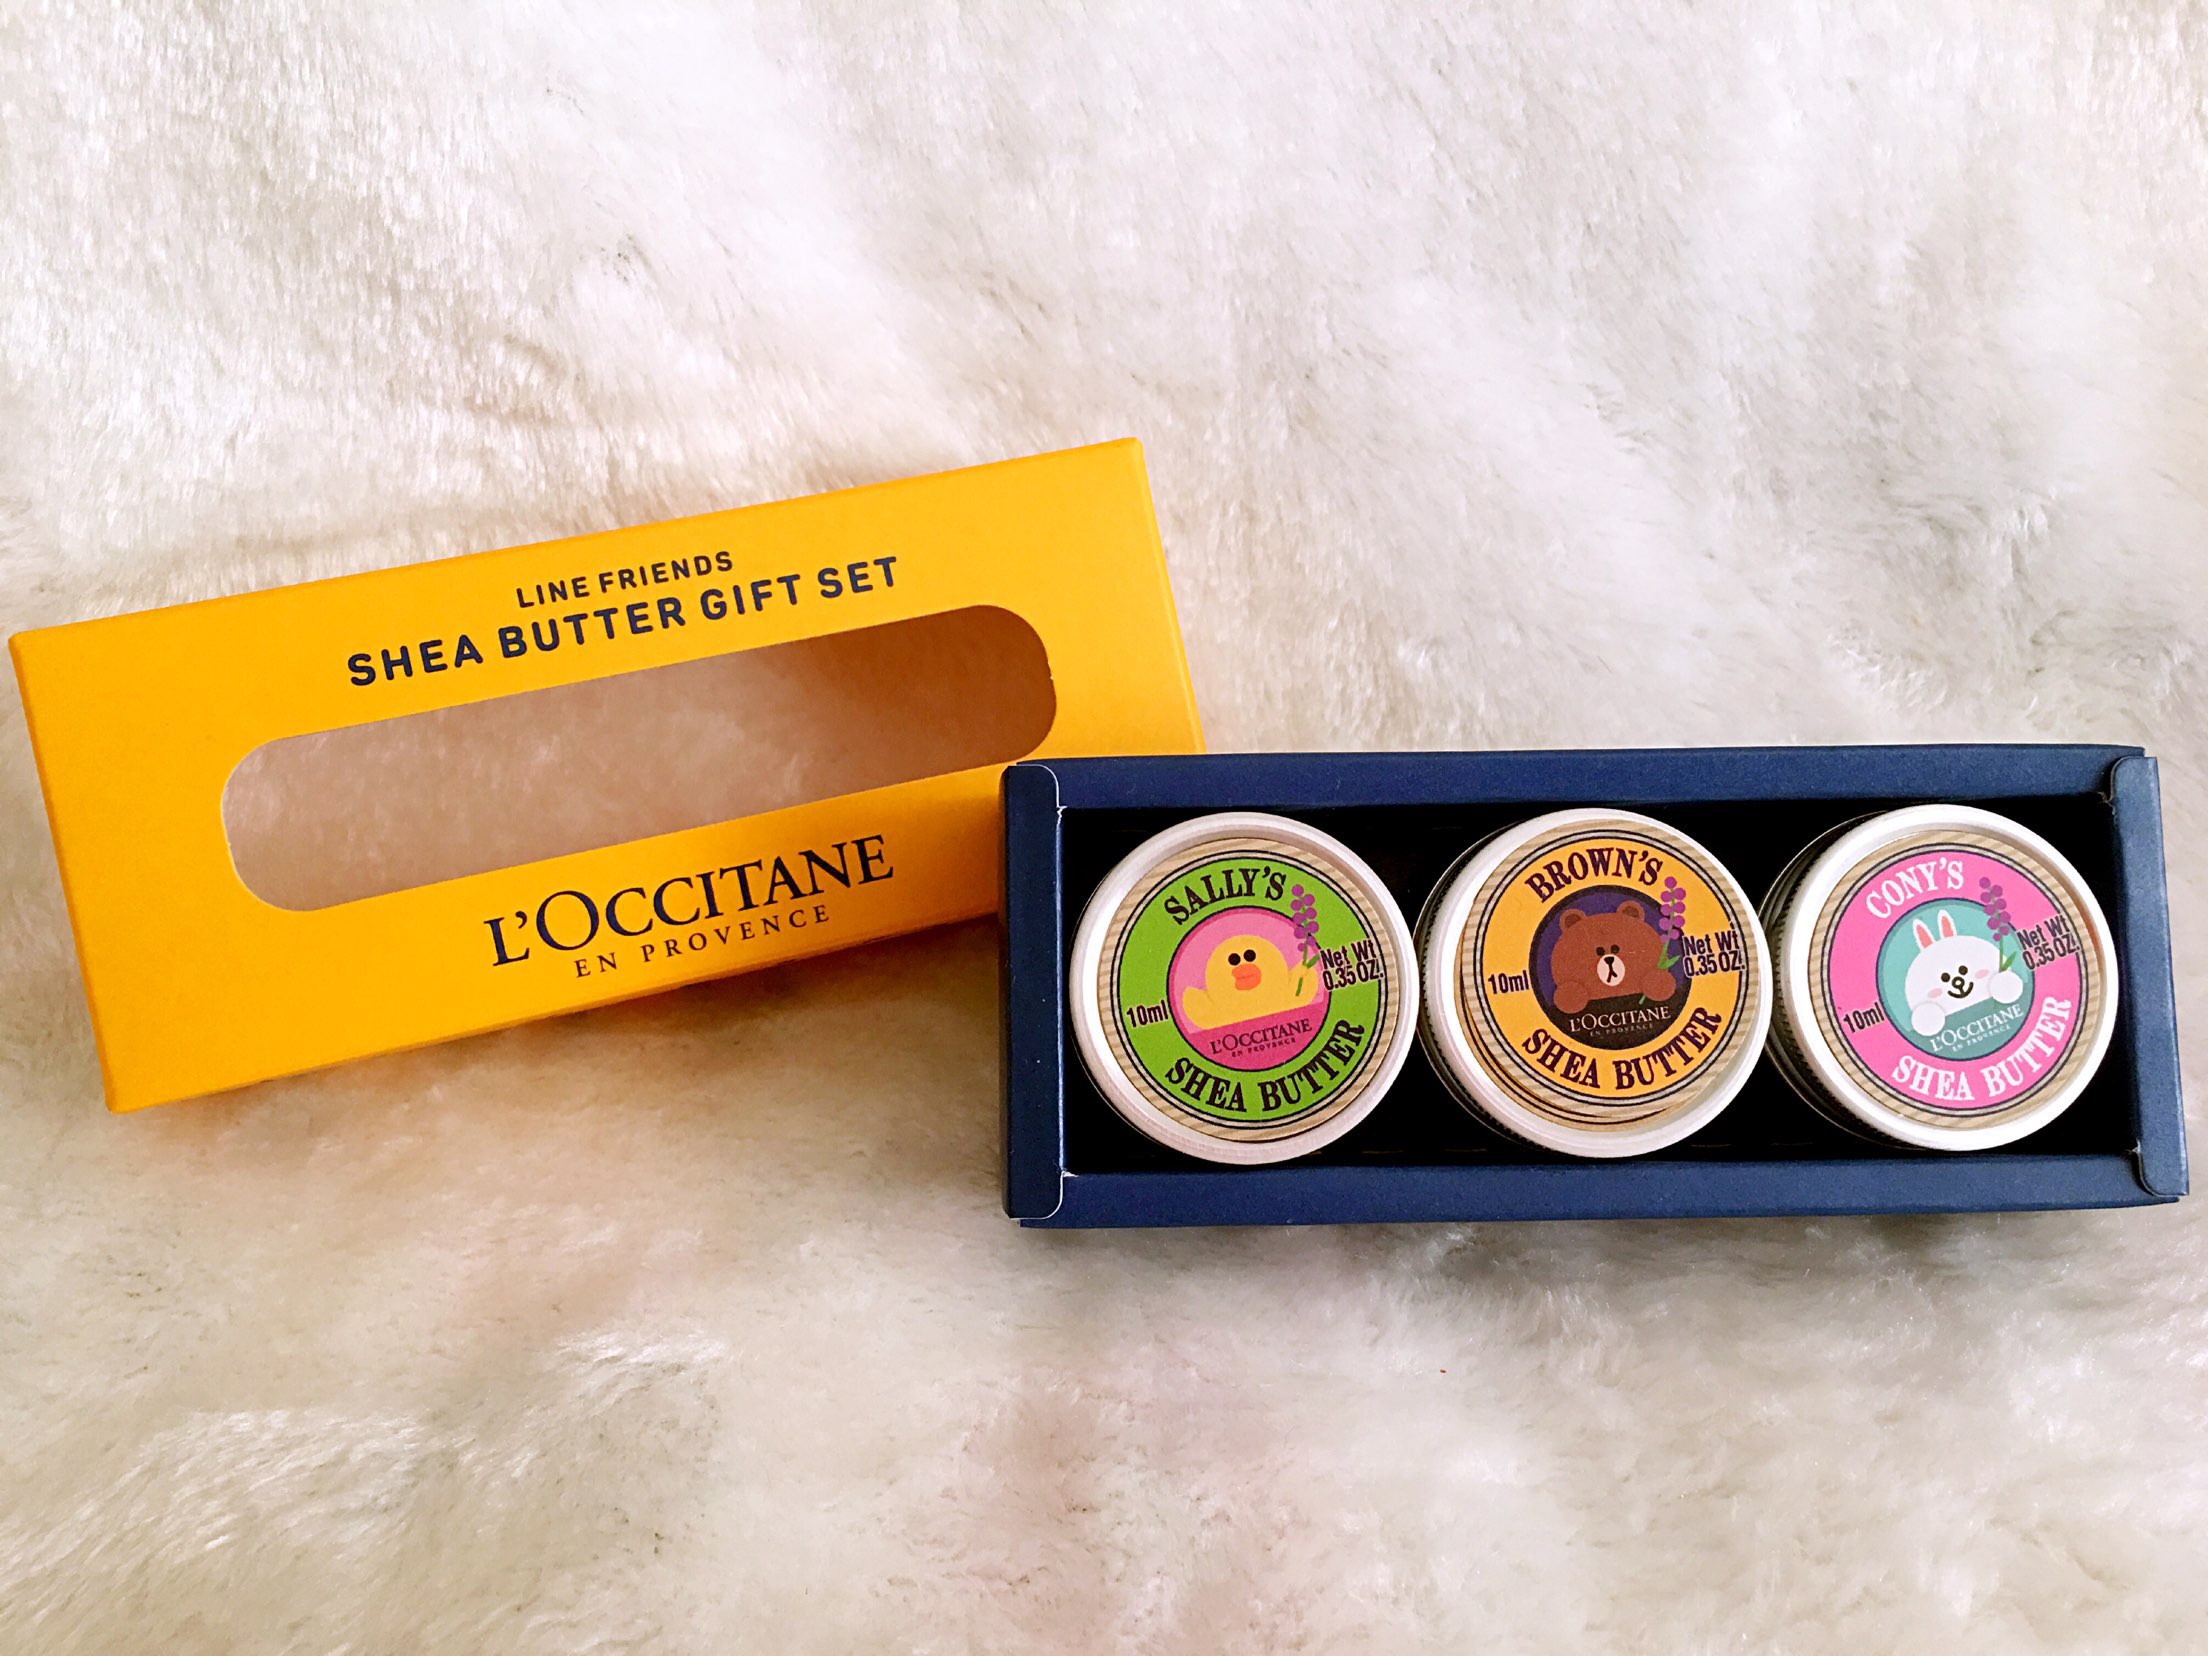 LINE FRIENDS
SHEA BUTTER GIFT SET
L'OCCITANE
EN PROVENCE
SALLY'S
10ml
Net Wt
0.35 OZ.
L'OCCITANE
EN PROVENCE
SHEA BUTTER
BROWN'S
10ml
Net Wt
0.35 OZ.
L'OCCITANE
EN PROVENCE
SHEA BUTTER
CONY'S
10ml
Net Wt
0.35 OZ.
L'OCCITANE
EN PROVENCE
SHEA BUTTER